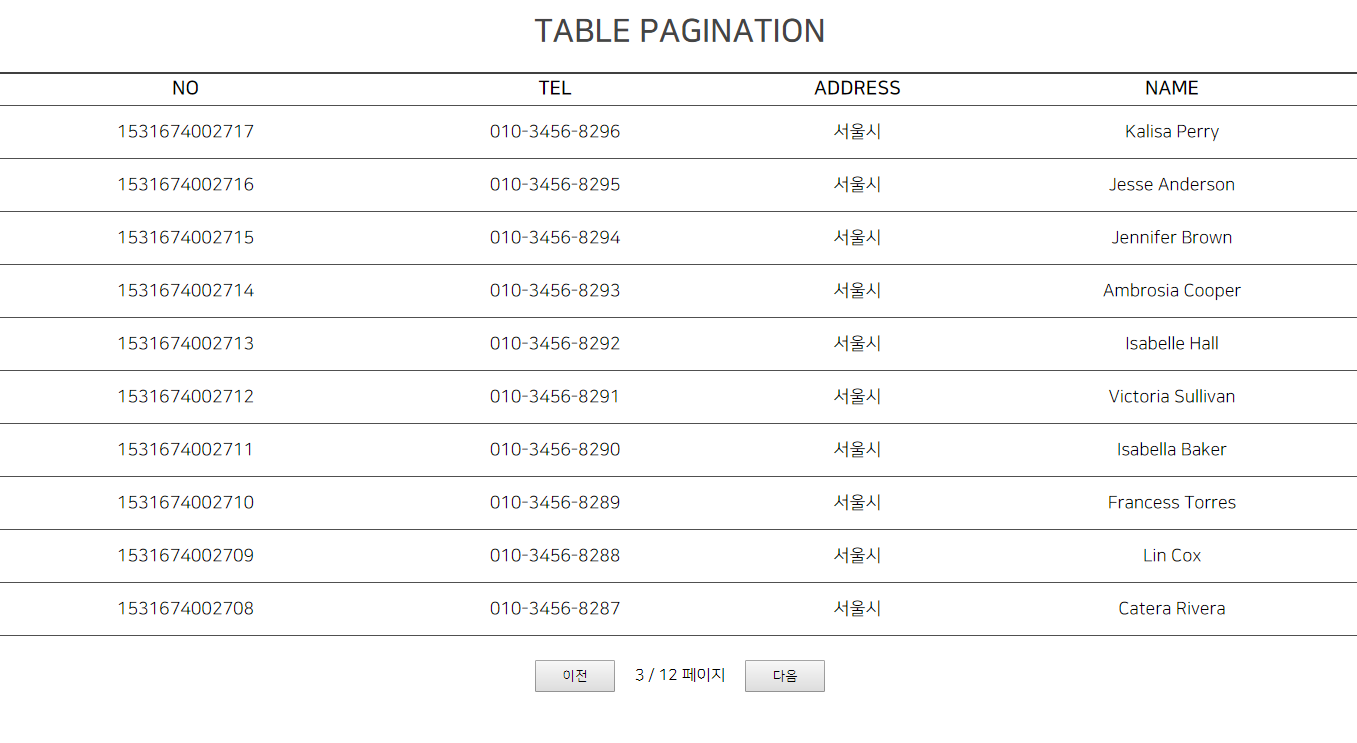 TABLE PAGINATION
NO TEL ADDRESS NAME
1531674002717 010-3456-8296 서울시 Kalisa Perry
1531674002716 010-3456-8295 서울시 Jesse Anderson
1531674002715 010-3456-8294 서울시 Jennifer Brown
1531674002714 010-3456-8293 서울시 Ambrosia Cooper
1531674002713 010-3456-8292 서울시 Isabelle Hall
1531674002712 010-3456-8291 서울시 Victoria Sullivan
1531674002711 010-3456-8290 서울시 Isabella Baker
1531674002710 010-3456-8289 서울시 Francess Torres
1531674002709 010-3456-8288 서울시 Lin Cox
1531674002708 010-3456-8287 서울시 Catera Rivera
이전 3 / 12 페이지 다음